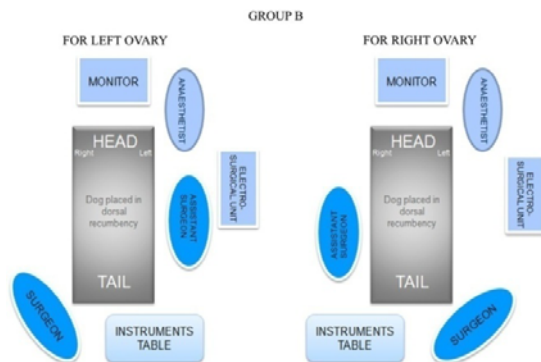 GROUP B
FOR LEFT OVARY
MONITOR
ANAESTHETIST
HEAD
Right Left
Dog placed in
dorsal
recumbency
TAIL
ASSISTANT
SURGEON
ELECTRO-
SURGICAL UNIT
SURGEON
INSTRUMENTS
TABLE
FOR RIGHT OVARY
MONITOR
ANAESTHETIST
HEAD
Right Left
Dog placed in
dorsal
recumbency
TAIL
ASSISTANT
SURGEON
ELECTRO-
SURGICAL UNIT
INSTRUMENTS
TABLE
SURGEON